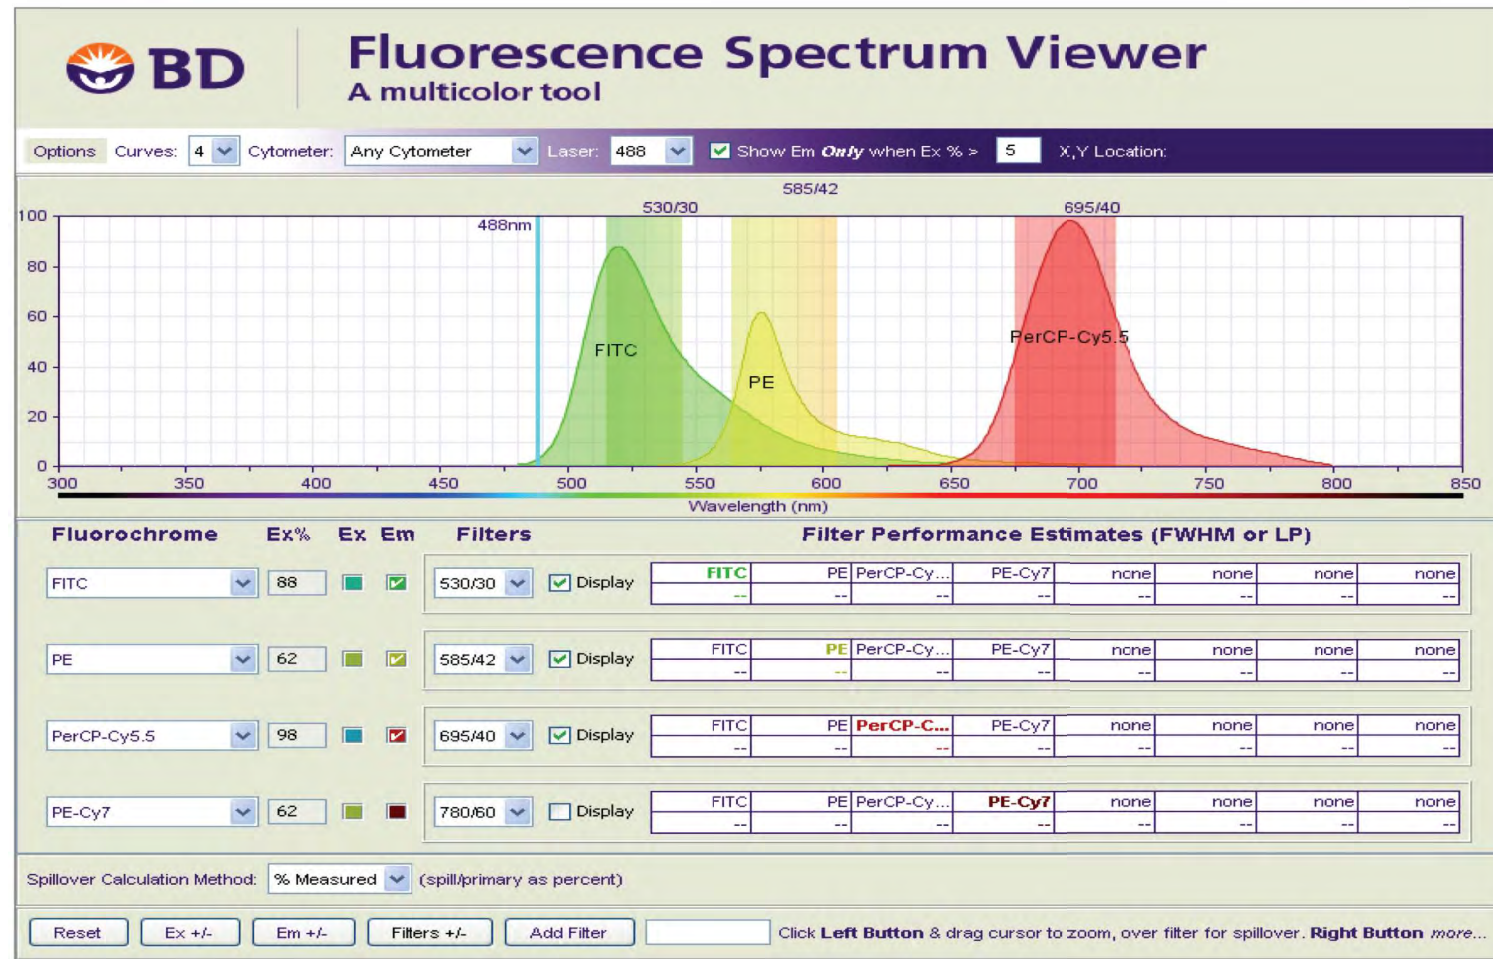 BD
Fluorescence Spectrum Viewer
A multicolor tool
Options Curves: 4 Cytometer: Any Cytometer Laser: 488 Show Em Only when Ex % > 5 X,Y Location:
585/42
530/30 695/40
488nm
100
80
60
40
20
0
FITC
PE
PerCP-Cy5.5
300 350 400 450 500 550 600 650 700 750 800 850
Wavelength (nm)
Fluorochrome Ex% Ex Em Filters Filter Performance Estimates (FWHM or LP)
FITC 88 530/30 Display FITC PE PerCP-Cy... PE-Cy7 ncne none none none
-- -- -- -- -- -- -- --
PE 62 585/42 Display FITC PE PerCP-Cy... PE-Cy7 ncne none none none
-- -- -- -- -- -- -- --
PerCP-Cy5.5 98 695/40 Display FITC PE PerCP-C... PE-Cy7 none none none none
-- -- -- -- -- -- -- --
PE-Cy7 62 780/60 Display FITC PE PerCP-Cy... PE-Cy7 none none none none
-- -- -- -- -- -- -- --
Spillover Calculation Method: % Measured (spill/primary as percent)
Reset Ex +/- Em +/- Filters +/- Add Filter Click Left Button & drag cursor to zoom, over filter for spillover. Right Button more...